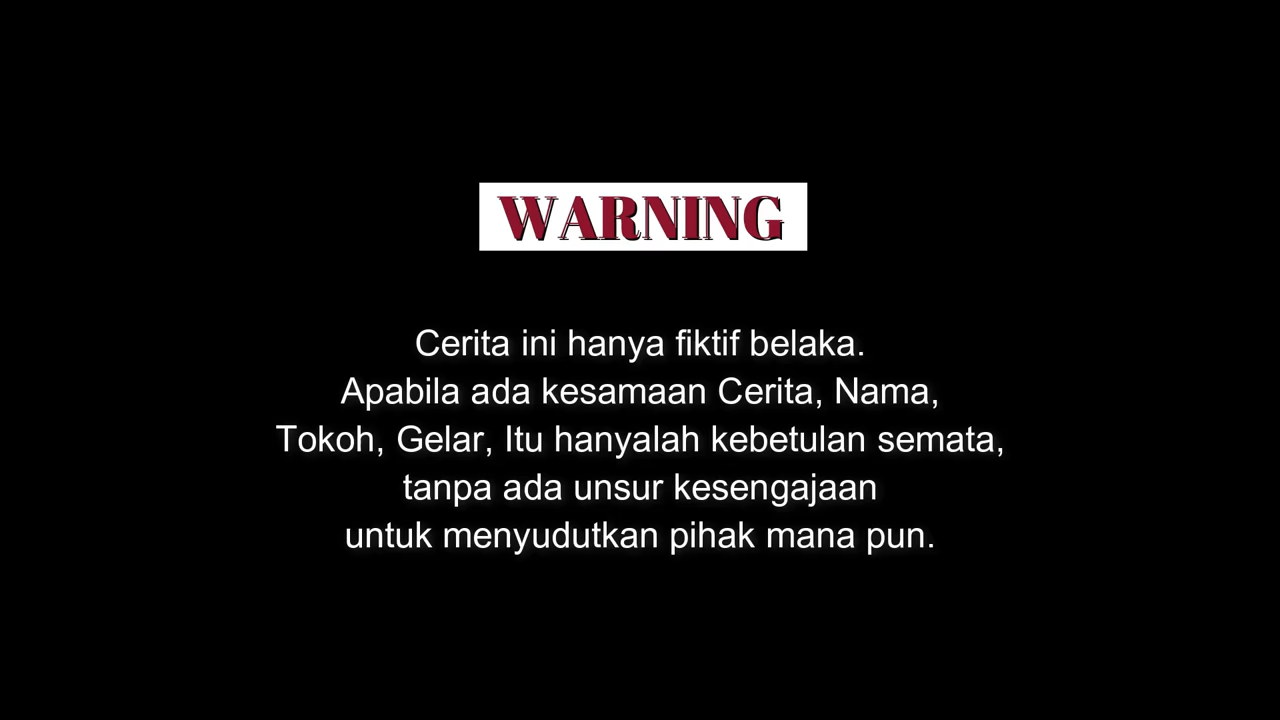 WARNING
Cerita ini hanya fiktif belaka.
Apabila ada kesamaan Cerita, Nama,
Tokoh, Gelar, Itu hanyalah kebetulan semata,
tanpa ada unsur kesengajaan
untuk menyudutkan pihak mana pun.